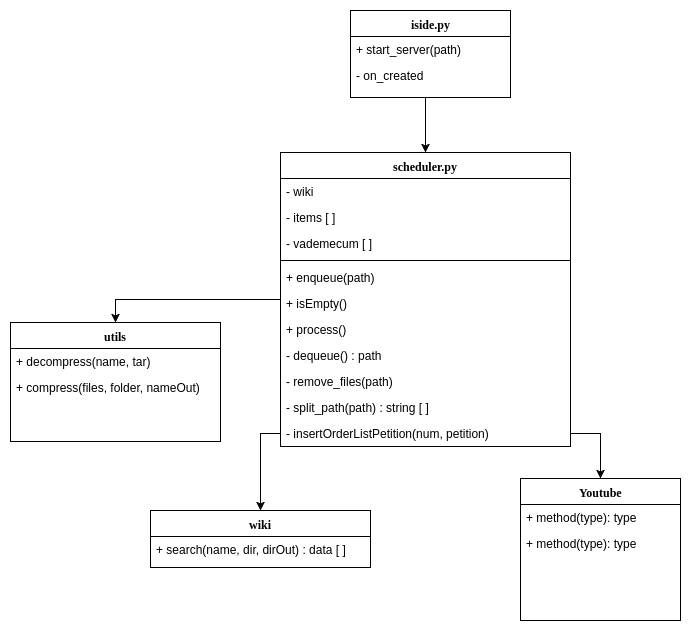 iside.py
+ start_server(path)
- on_created
scheduler.py
- wiki
- items [ ]
- vademecum [ ]
+ enqueue(path)
+ isEmpty()
+ process()
- dequeue() : path
- remove_files(path)
- split_path(path) : string [ ]
- insertOrderListPetition(num, petition)
utils
+ decompress(name, tar)
+ compress(files, folder, nameOut)
wiki
+ search(name, dir, dirOut) : data [ ]
Youtube
+ method(type): type
+ method(type): type